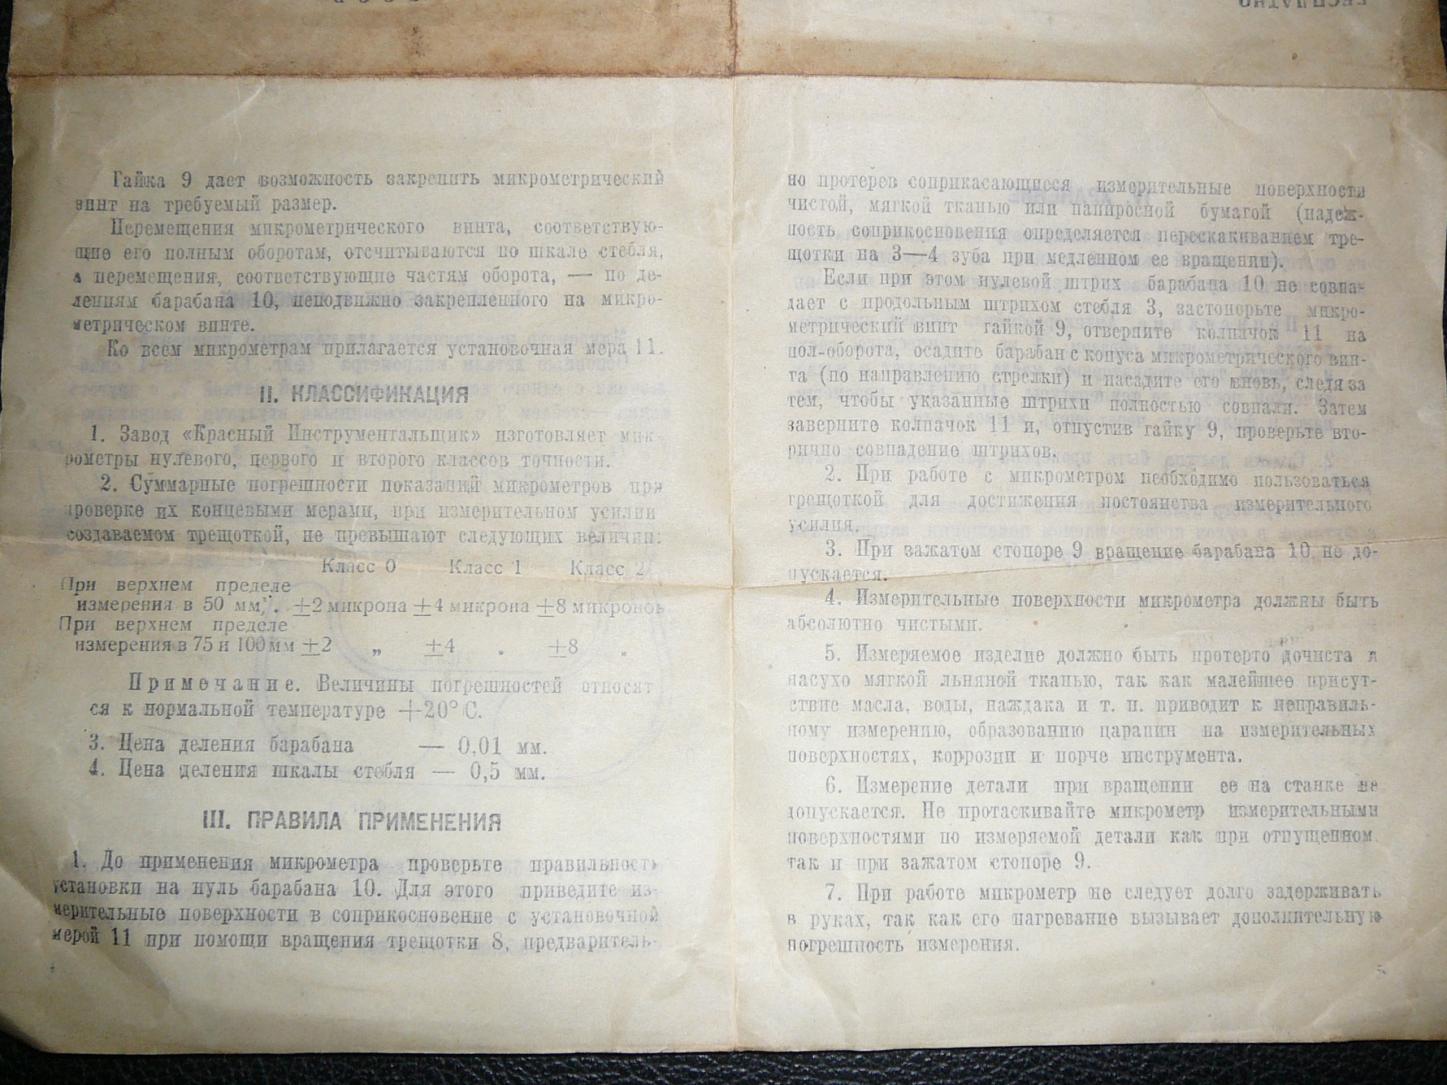 БЕСПЛАТНО
Гайка 9 дает возможность закрепить микрометрический
винт на требуемый размер.
Перемещения микрометрического винта, соответствую-
щие его полным оборотам, отсчитываются по шкале стебля,
а перемещения, соответствующие частям оборота, — по де-
лениям барабана 10, неподвижно закрепленного на микро-
метрическом винте.
Ко всем микрометрам прилагается установочная мера 11.
II. КЛАССИФИКАЦИЯ
1. Завод «Красный Инструментальщик» изготовляет мик-
рометры нулевого, первого и второго классов точности.
2. Суммарные погрешности показаний микрометров при
проверке их концевыми мерами, при измерительном усилии
создаваемом трещоткой, не превышают следующих величин:
Класс 0 Класс 1 Класс 2
При верхнем пределе
измерения в 50 мм . ±2 микрона ±4 микрона ±8 микронов
При верхнем пределе
измерения в 75 и 100 мм ±2 „ ±4 „ ±8 „
Примечание. Величины погрешностей относят
ся к нормальной температуре +20° С.
3. Цена деления барабана — 0,01 мм.
4. Цена деления шкалы стебля — 0,5 мм.
III. ПРАВИЛА ПРИМЕНЕНИЯ
1. До применения микрометра проверьте правильность
установки на нуль барабана 10. Для этого приведите из-
мерительные поверхности в соприкосновение с установочной
мерой 11 при помощи вращения трещотки 8, предваритель-
но протерев соприкасающиеся измерительные поверхности
чистой, мягкой тканью или папиросной бумагой (надеж-
ность соприкосновения определяется перескакиванием тре-
щотки на 3—4 зуба при медленном ее вращении).
Если при этом нулевой штрих барабана 10 не совпа-
дает с продольным штрихом стебля 3, застопорьте микро-
метрический винт гайкой 9, отверните колпачок 11 на
пол-оборота, осадите барабан с конуса микрометрического вин-
та (по направлению стрелки) и насадите его вновь, следя за
тем, чтобы указанные штрихи полностью совпали. Затем
заверните колпачок 11 и, отпустив гайку 9, проверьте вто-
рично совпадение штрихов.
2. При работе с микрометром необходимо пользоваться
трещоткой для достижения постоянства измерительного
усилия.
3. При зажатом стопоре 9 вращение барабана 10 не до-
пускается.
4. Измерительные поверхности микрометра должны быть
абсолютно чистыми.
5. Измеряемое изделие должно быть протерто дочиста и
насухо мягкой льняной тканью, так как малейшее присут-
ствие масла, воды, наждака и т. п. приводит к неправиль-
ному измерению, образованию царапин на измерительных
поверхностях, коррозии и порче инструмента.
6. Измерение детали при вращении ее на станке не
допускается. Не протаскивайте микрометр измерительными
поверхностями по измеряемой детали как при отпущенном
так и при зажатом стопоре 9.
7. При работе микрометр не следует долго задерживать
в руках, так как его нагревание вызывает дополнительную
погрешность измерения.
5